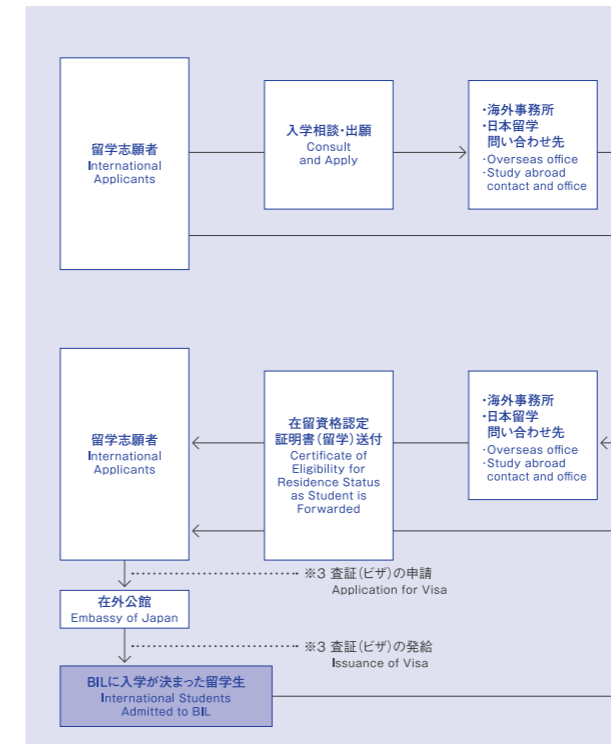 留学志願者
International
Applicants
入学相談・出願
Consult
and Apply
・海外事務所
・日本留学
問い合わせ先
・Overseas office
・Study abroad
contact and office
留学志願者
International
Applicants
在留資格認定
証明書(留学)送付
Certificate of
Eligibility for
Residence Status
as Student is
Forwarded
・海外事務所
・日本留学
問い合わせ先
・Overseas office
・Study abroad
contact and office
※3 査証(ビザ)の申請
Application for Visa
在外公館
Embassy of Japan
※3 査証(ビザ)の発給
Issuance of Visa
BILに入学が決まった留学生
International Students
Admitted to BIL